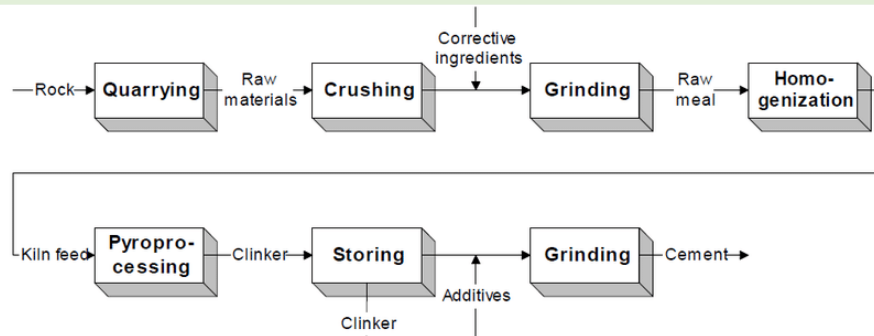 Corrective
ingredients
Rock
Quarrying
Raw
materials
Crushing
Grinding
Raw
meal
Homo-
genization
Kiln feed
Pyropro-
cessing
Clinker
Storing
Clinker
Additives
Grinding
Cement